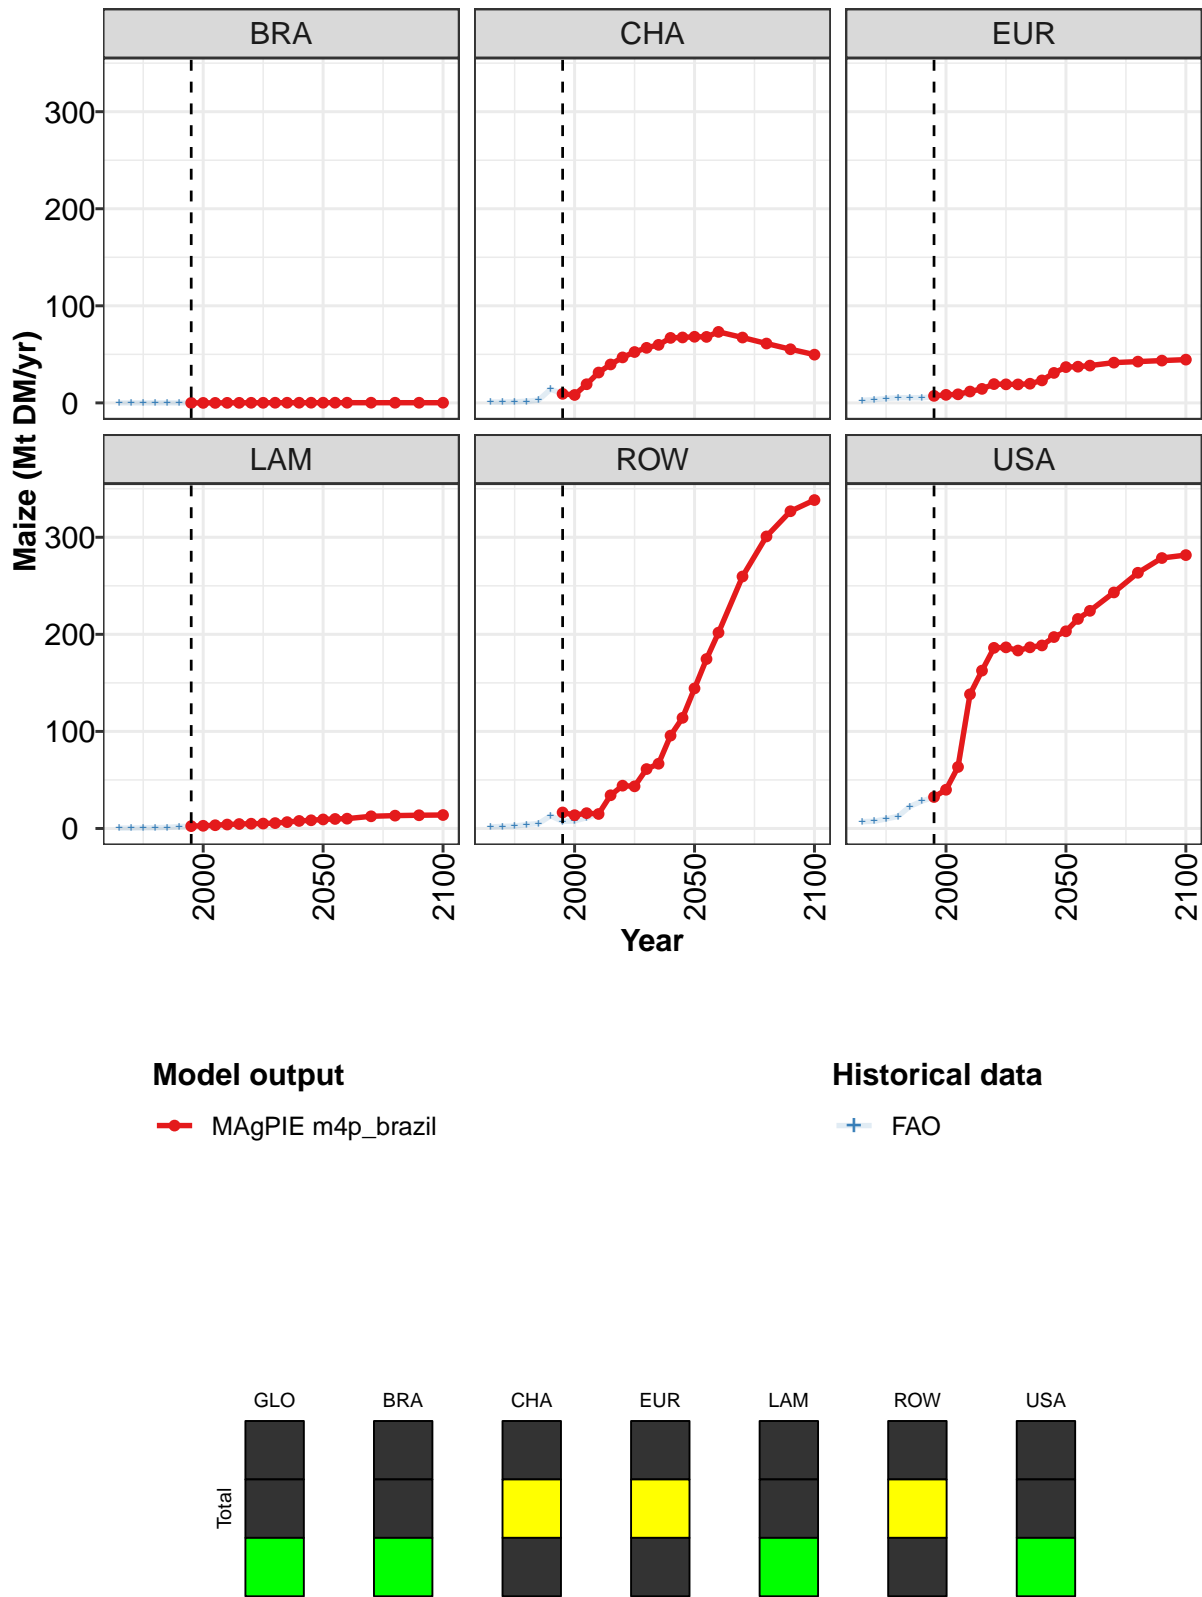 BRA CHA EUR
300
200
100
0
LAM ROW USA
300
200
100
0
Maize (Mt DM/yr)
2000 2050 2100 2000 2050 2100 2000 2050 2100
Year
Model output Historical data
MAgPIE m4p_brazil FAO
GLO BRA CHA EUR LAM ROW USA
Total